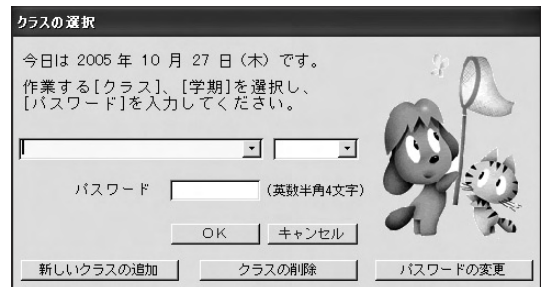 クラスの選択
今日は 2005 年 10 月 27 日 (木) です。
作業する[クラス]、[学期]を選択し、
[パスワード]を入力してください。
パスワード (英数半角4文字)
OK キャンセル
新しいクラスの追加 クラスの削除 パスワードの変更